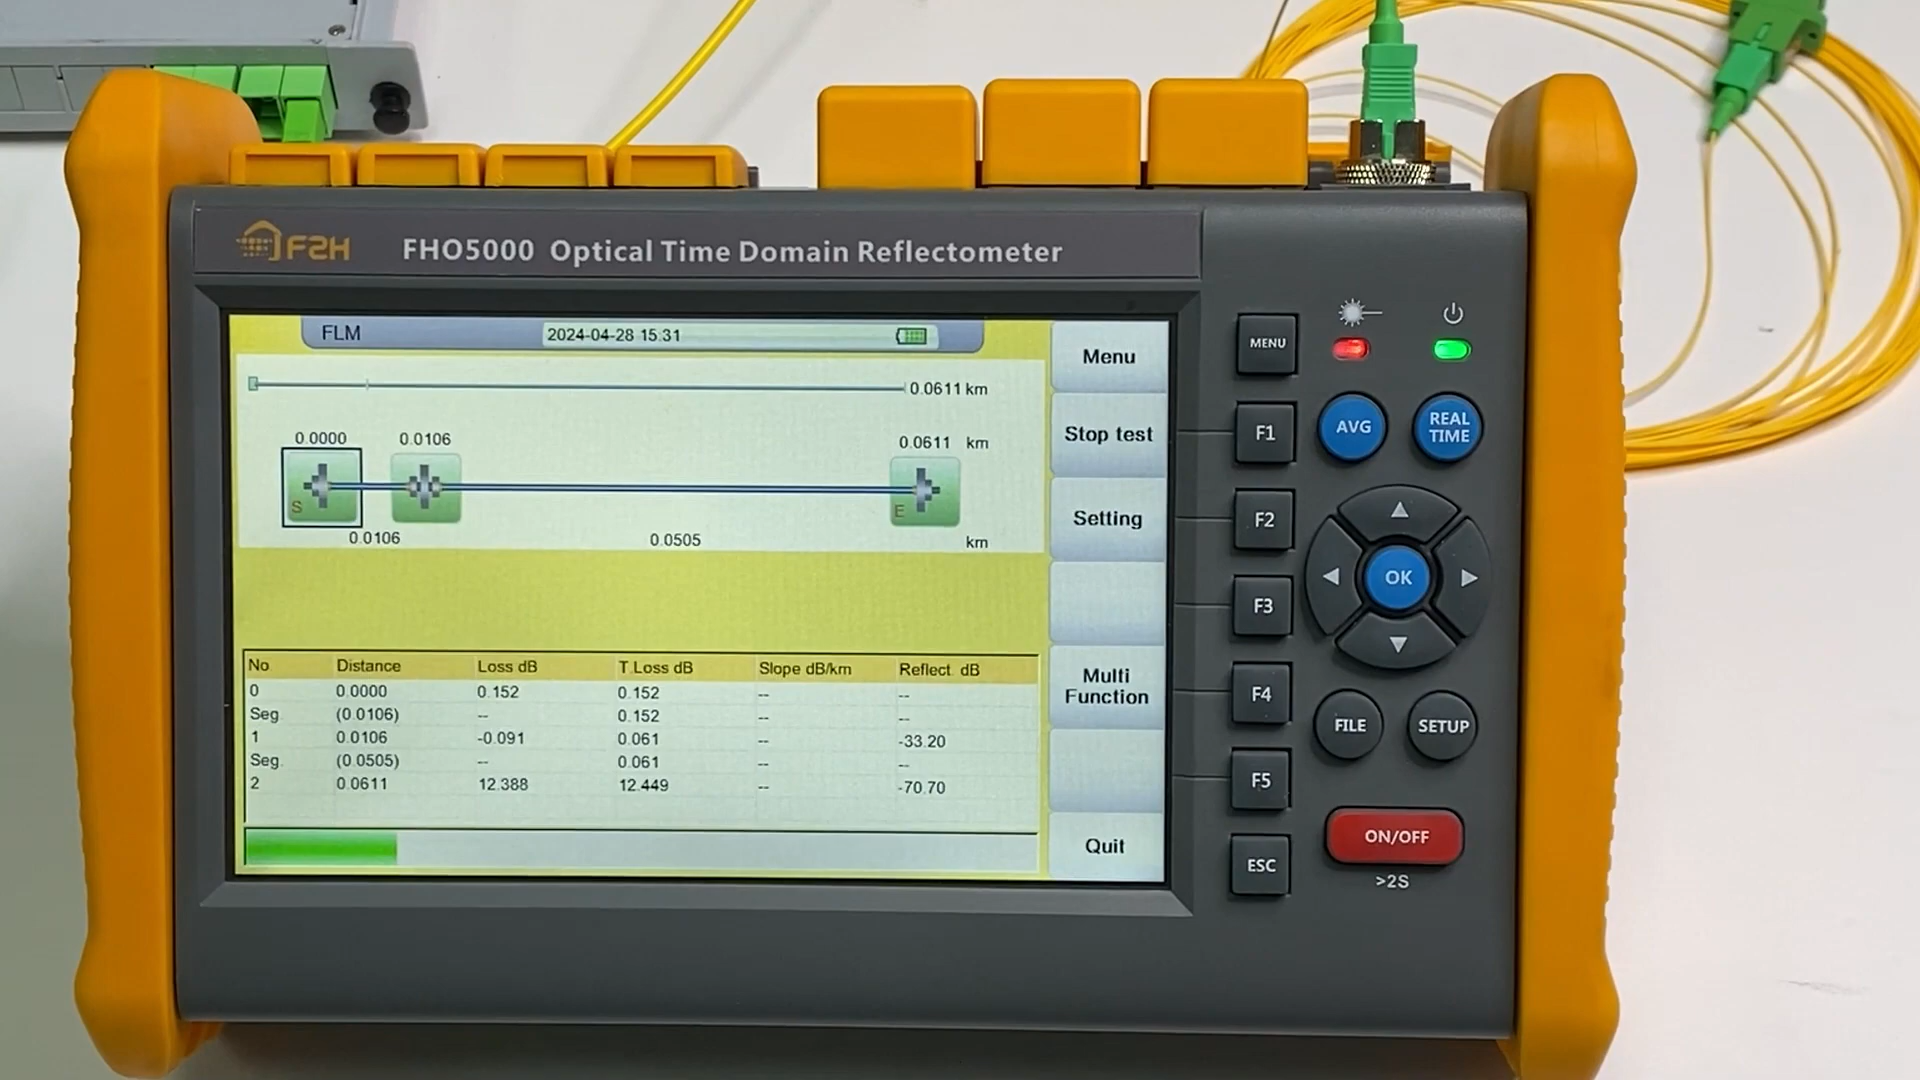 F2H FHO5000 Optical Time Domain Reflectometer
FLM 2024-04-28 15:31
0.0611 km
0.0000 0.0106 0.0611 km
S E
0.0106 0.0505 km
No Distance Loss dB T.Loss dB Slope dB/km Reflect. dB
0 0.0000 0.152 0.152 -- --
Seg. (0.0106) -- 0.152 -- --
1 0.0106 -0.091 0.061 -- -33.20
Seg. (0.0505) -- 0.061 -- --
2 0.0611 12.388 12.449 -- -70.70
Menu
Stop test
Setting
Multi
Function
Quit
MENU
F1
F2
F3
F4
F5
ESC
AVG
REAL
TIME
OK
FILE
SETUP
ON/OFF
>2S